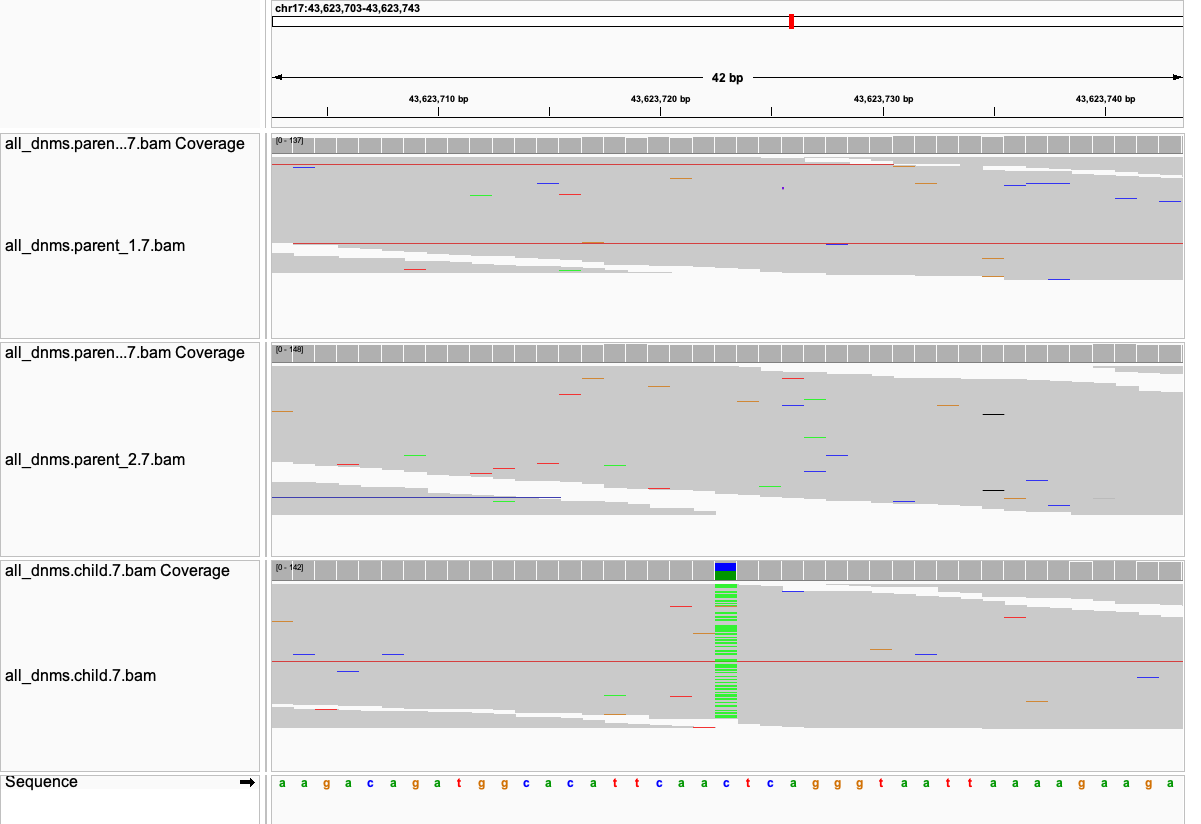 chr17:43,623,703-43,623,743
42 bp
43,623,710 bp 43,623,720 bp 43,623,730 bp 43,623,740 bp
all_dnms.paren...7.bam Coverage [0 - 137]
all_dnms.parent_1.7.bam
all_dnms.paren...7.bam Coverage [0 - 148]
all_dnms.parent_2.7.bam
all_dnms.child.7.bam Coverage [0 - 142]
all_dnms.child.7.bam
Sequence a a g a c a g a t g g c a c a t t c a a c t c a g g g t a a t t a a a a g a a g a